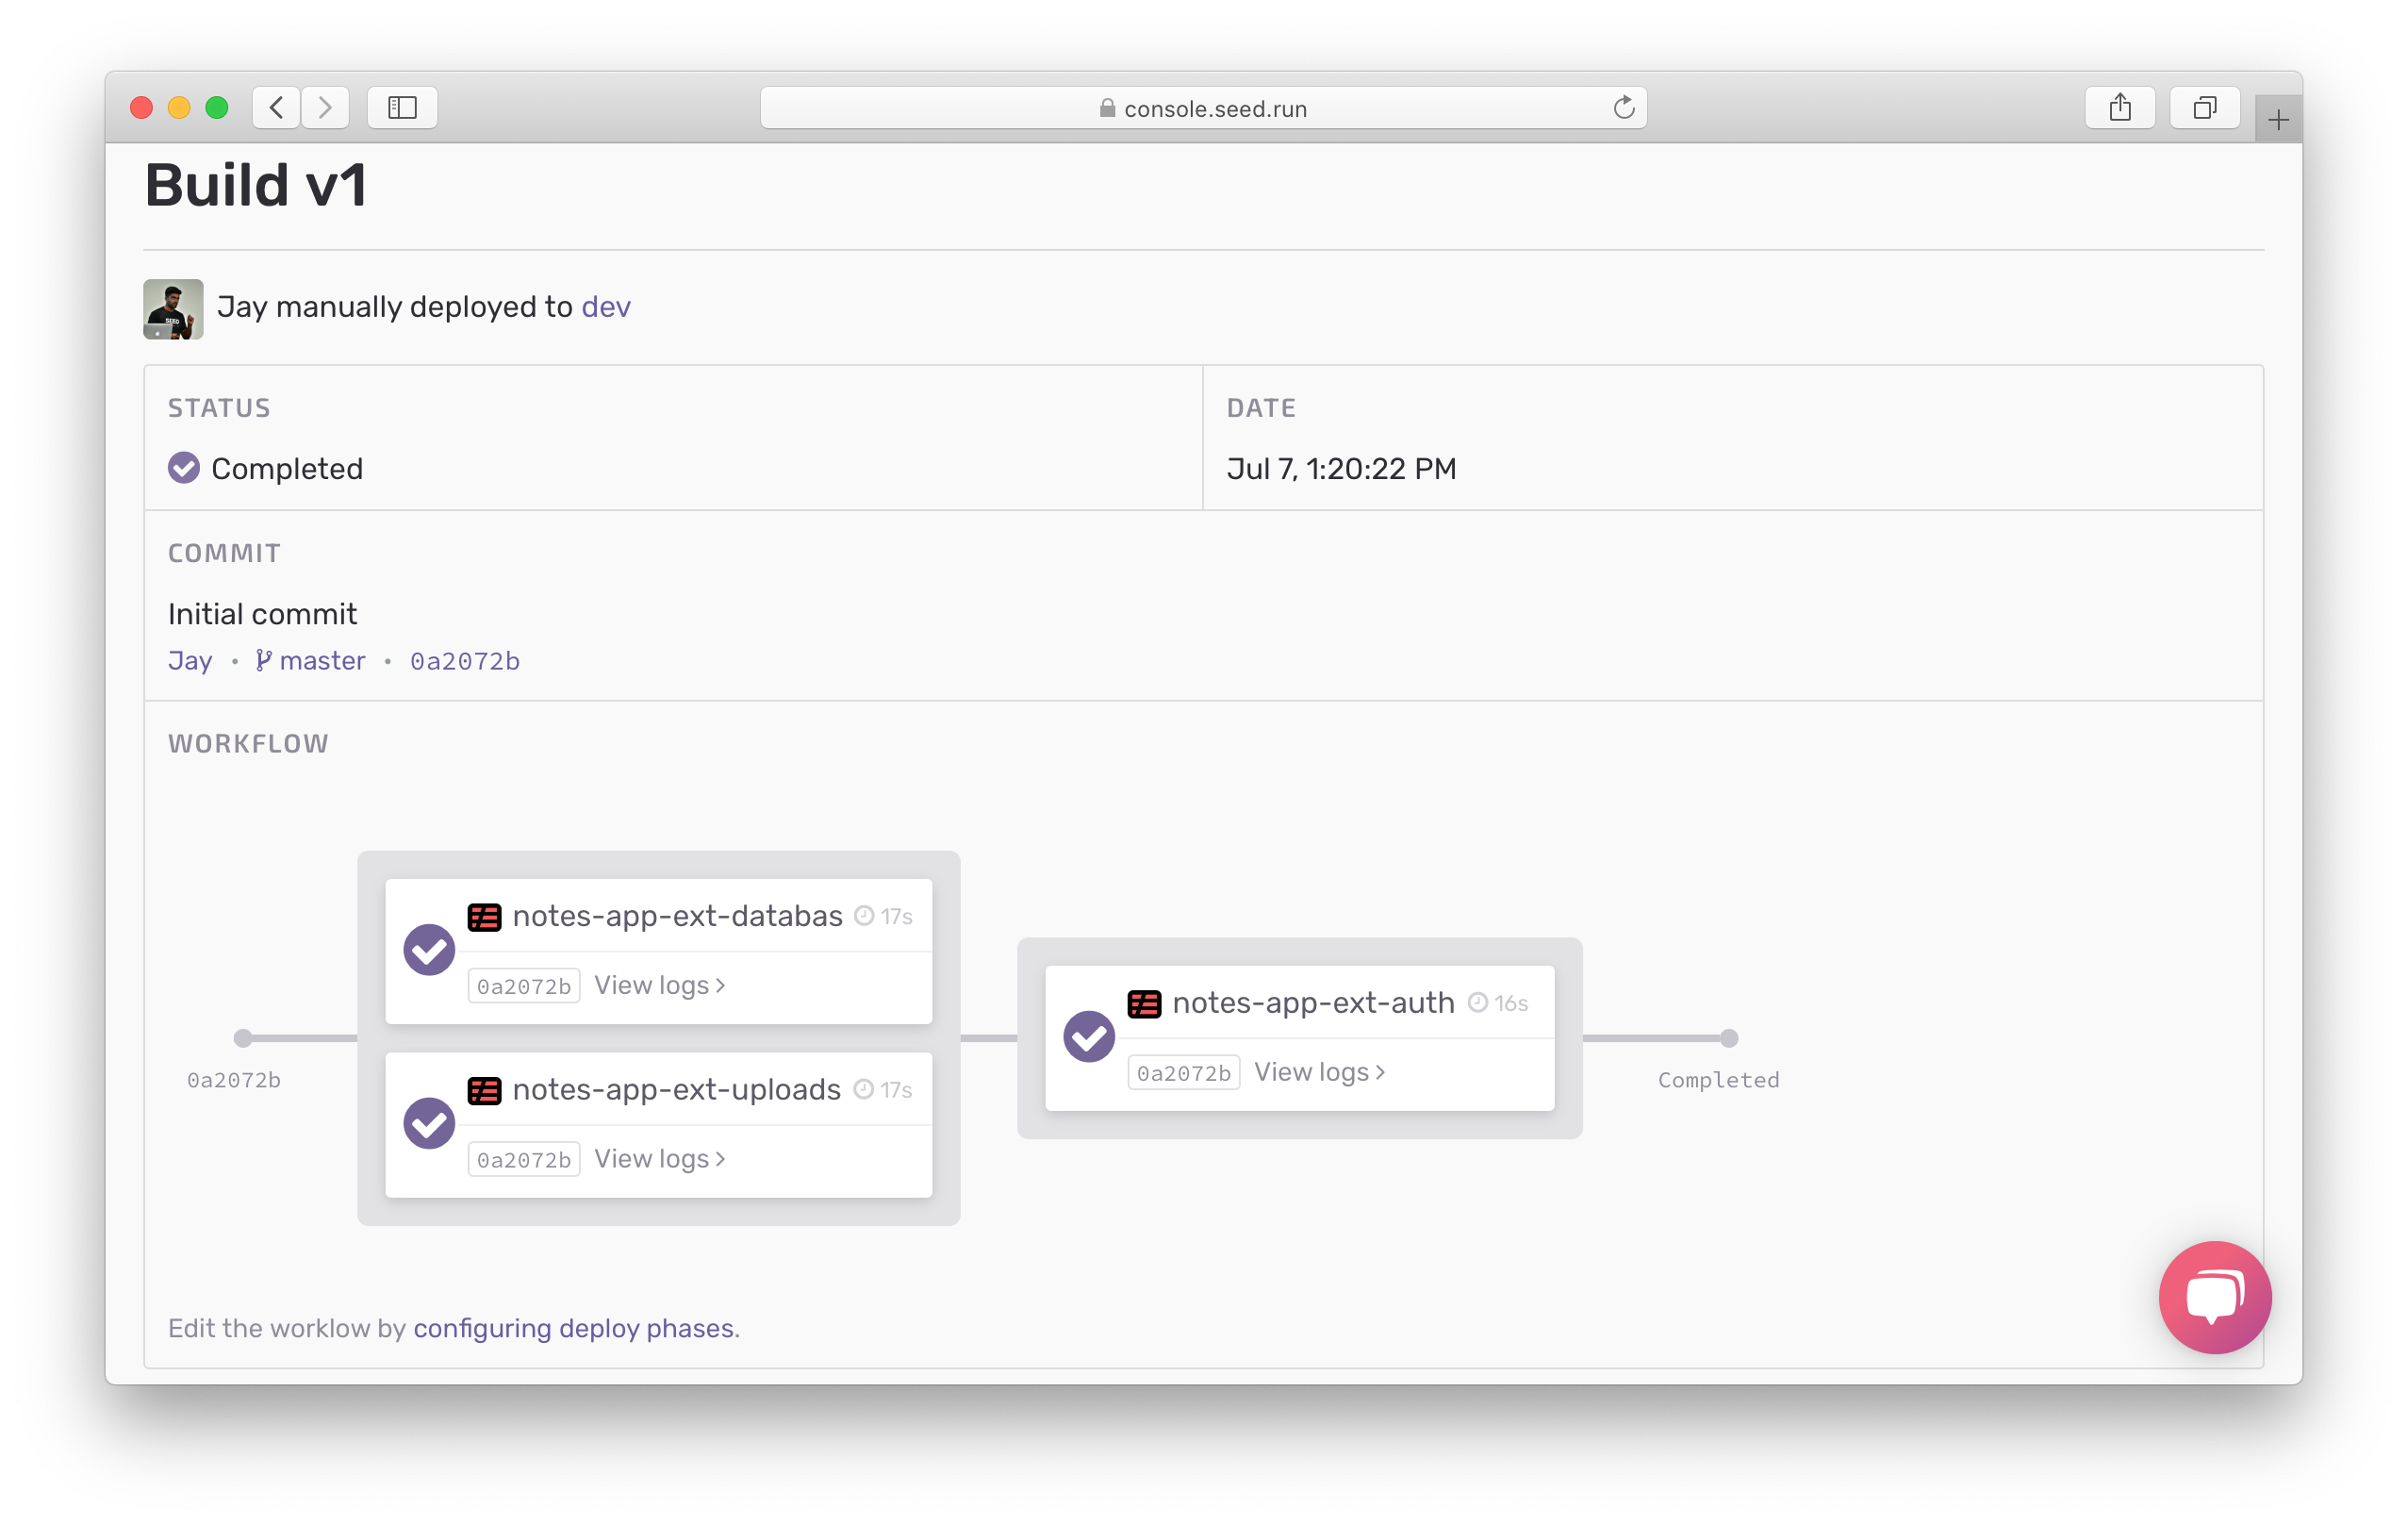 console.seed.run
Build v1
Jay manually deployed to dev
STATUS
Completed
DATE
Jul 7, 1:20:22 PM
COMMIT
Initial commit
Jay • master • 0a2072b
WORKFLOW
0a2072b
notes-app-ext-databas 17s
0a2072b View logs >
notes-app-ext-uploads 17s
0a2072b View logs >
notes-app-ext-auth 16s
0a2072b View logs >
Completed
Edit the worklow by configuring deploy phases.